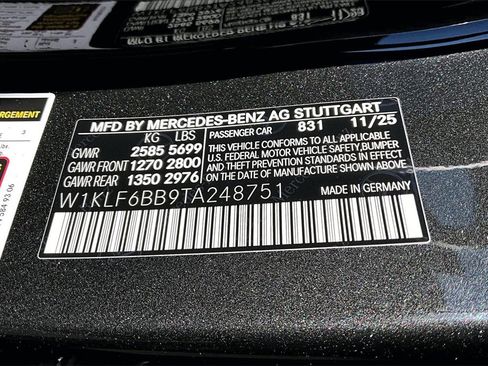 MFD BY MERCEDES-BENZ AG STUTTGART
KG LBS PASSENGER CAR 831 11/25
GVWR 2585 5699
GAWR FRONT 1270 2800
GAWR REAR 1350 2976
THIS VEHICLE CONFORMS TO ALL APPLICABLE
U.S. FEDERAL MOTOR VEHICLE SAFETY,BUMPER
AND THEFT PREVENTION STANDARDS
IN EFFECT ON THE DATE OF MANUFACTURE
SHOWN ABOVE.
MADE IN GERMANY
W1KLF6BB9TA248751